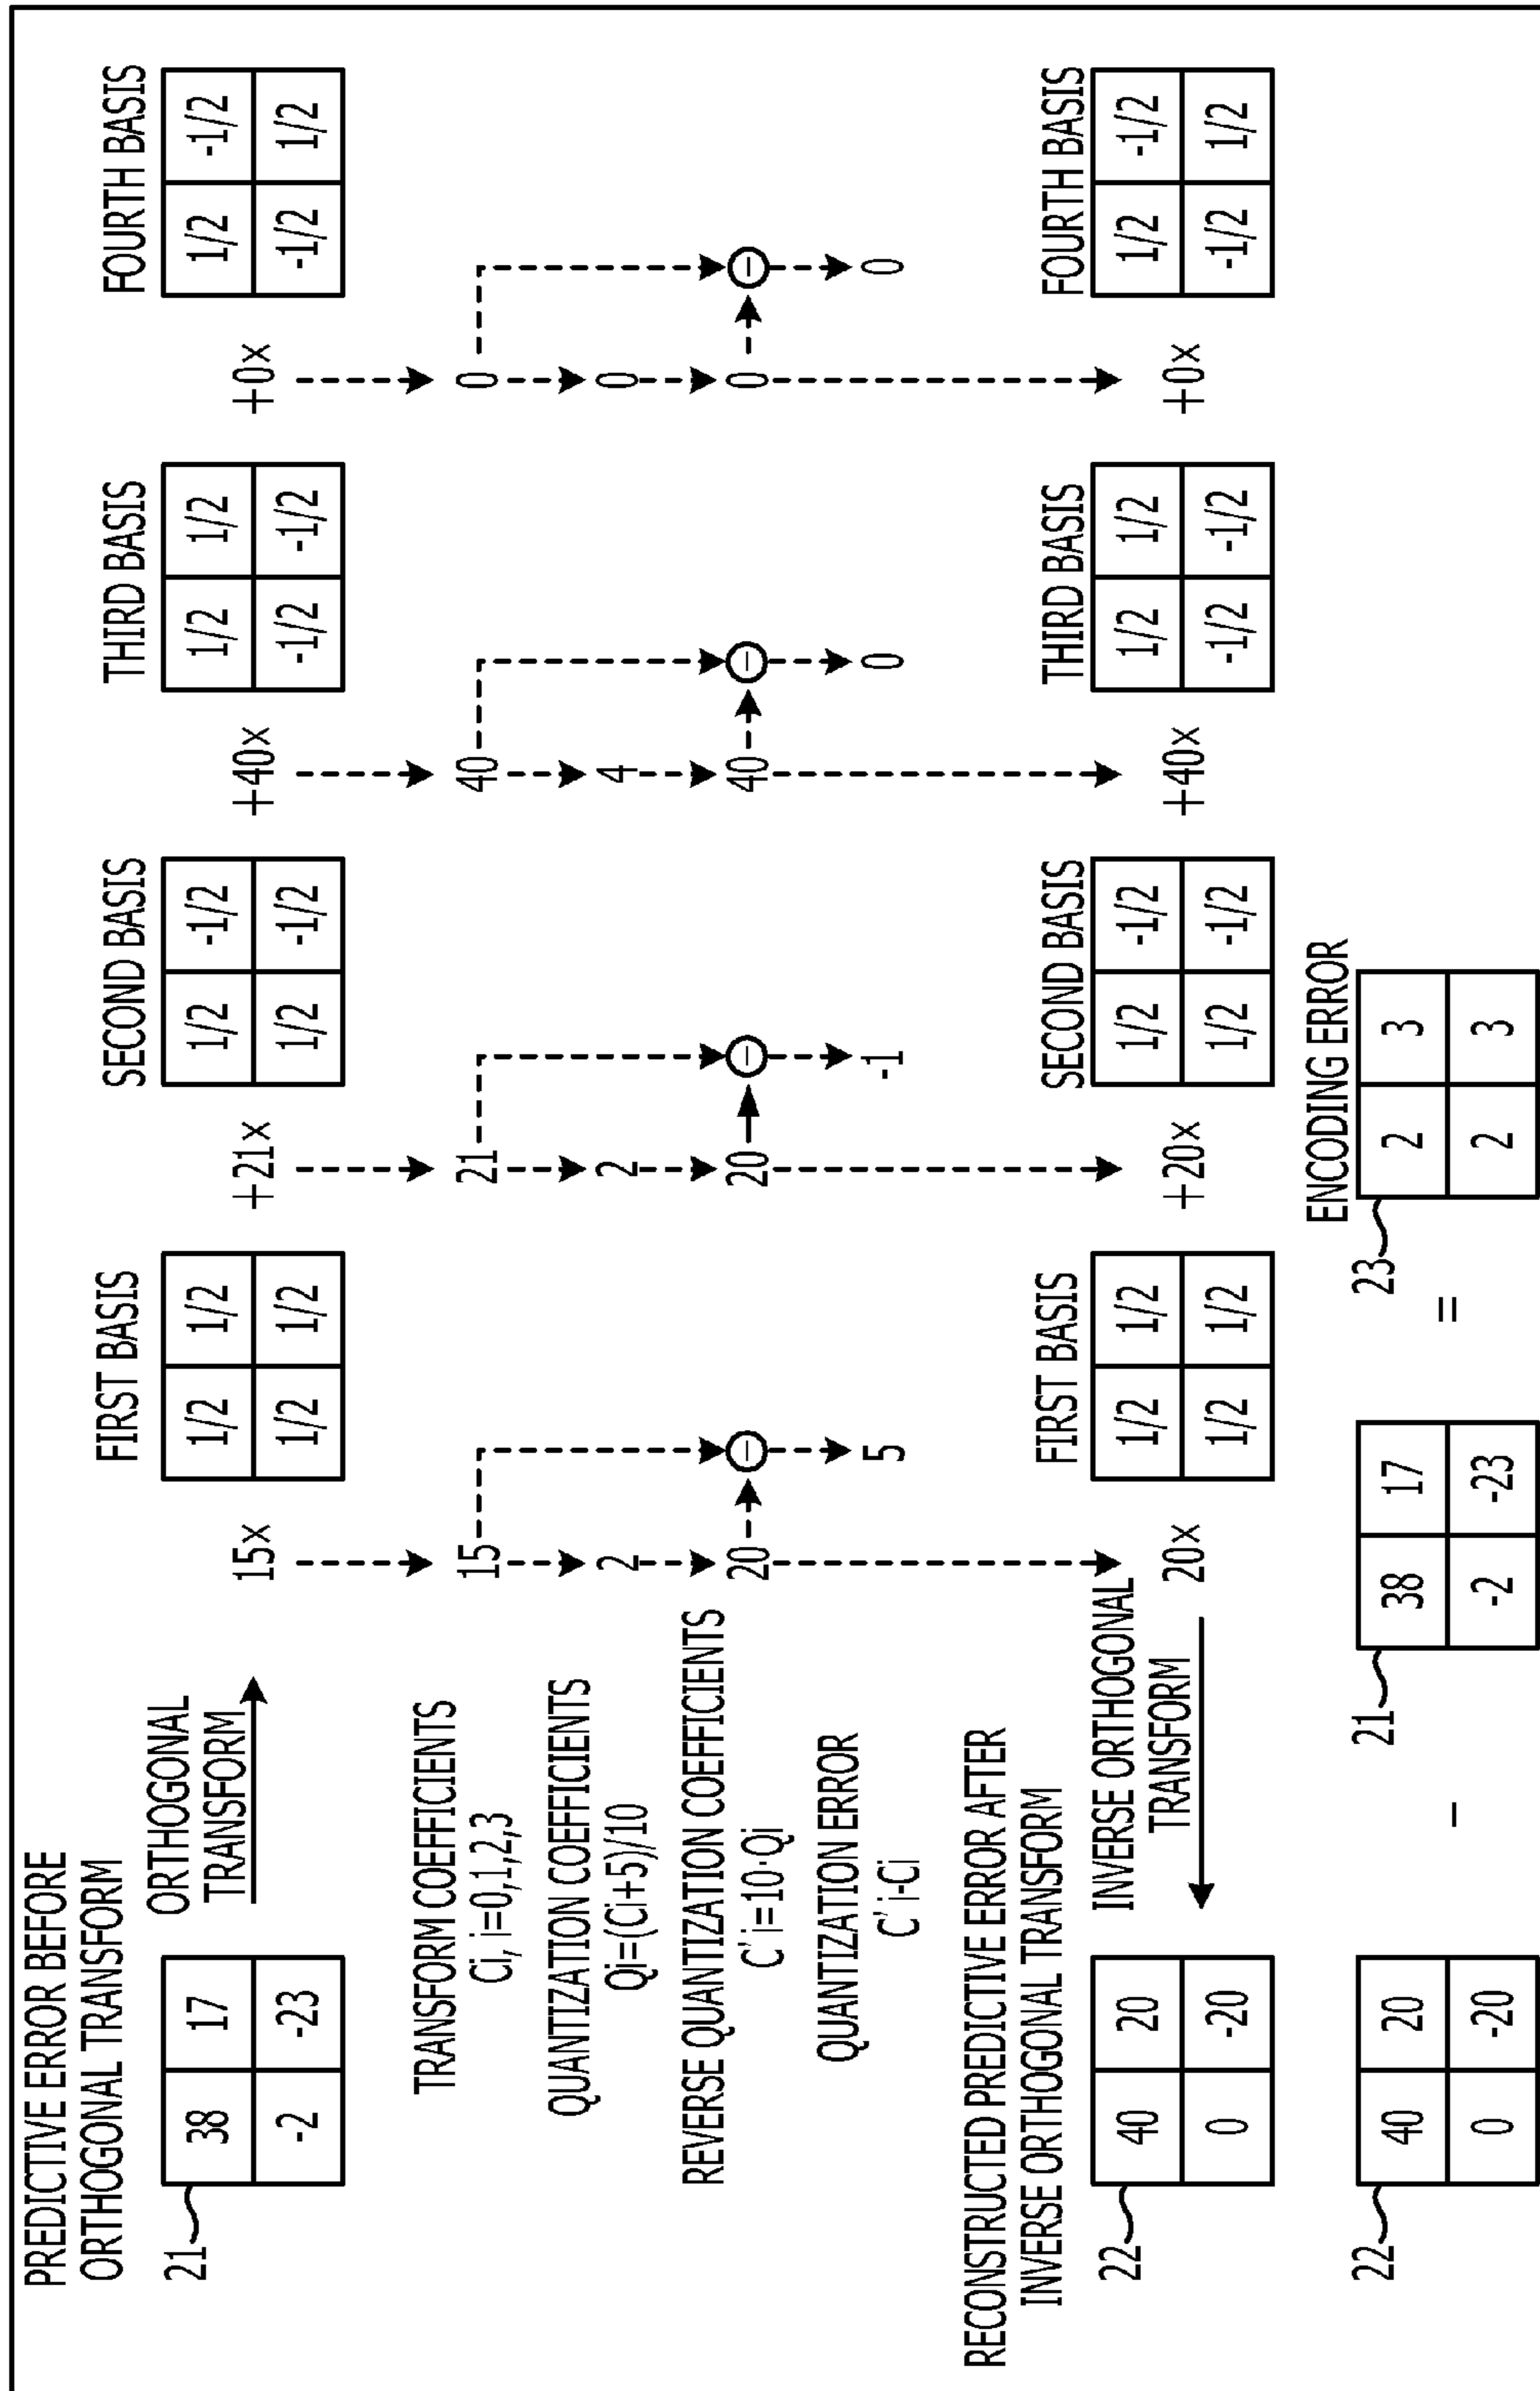 PREDICTIVE ERROR BEFORE
ORTHOGONAL TRANSFORM
21
38 17
-2 -23
ORTHOGONAL
TRANSFORM
15×
FIRST BASIS
1/2 1/2
1/2 1/2
+21×
SECOND BASIS
1/2 -1/2
1/2 -1/2
+40×
THIRD BASIS
1/2 1/2
-1/2 -1/2
+0×
FOURTH BASIS
1/2 -1/2
-1/2 1/2
TRANSFORM COEFFICIENTS
Ci, i=0,1,2,3
15 21 40 0
QUANTIZATION COEFFICIENTS
Qi=(Ci+5)/10
2 2 4 0
REVERSE QUANTIZATION COEFFICIENTS
C'i=10·Qi
20 − 20 − 40 − 0 −
QUANTIZATION ERROR
C'i-Ci
5 -1 0 0
RECONSTRUCTED PREDICTIVE ERROR AFTER
INVERSE ORTHOGONAL TRANSFORM
22
40 20
0 -20
INVERSE ORTHOGONAL
TRANSFORM
20×
FIRST BASIS
1/2 1/2
1/2 1/2
+20×
SECOND BASIS
1/2 -1/2
1/2 -1/2
+40×
THIRD BASIS
1/2 1/2
-1/2 -1/2
+0×
FOURTH BASIS
1/2 -1/2
-1/2 1/2
22
40 20
0 -20
−
21
38 17
-2 -23
=
23
ENCODING ERROR
2 3
2 3